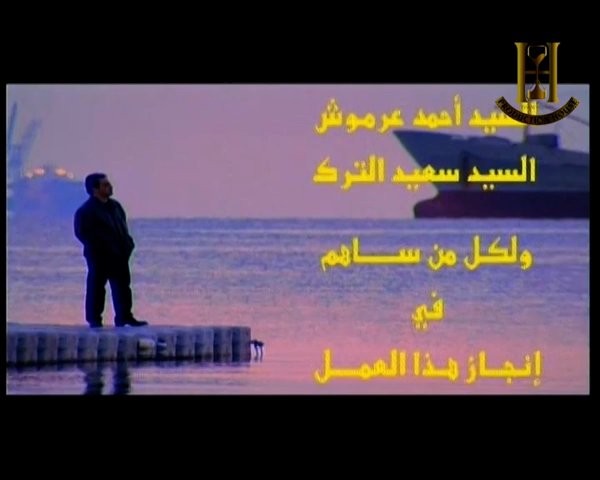 السيد أحمد عرموش
السيد سعيد الترك
ولكل من ساهم
في
إنجاز هذا العمل